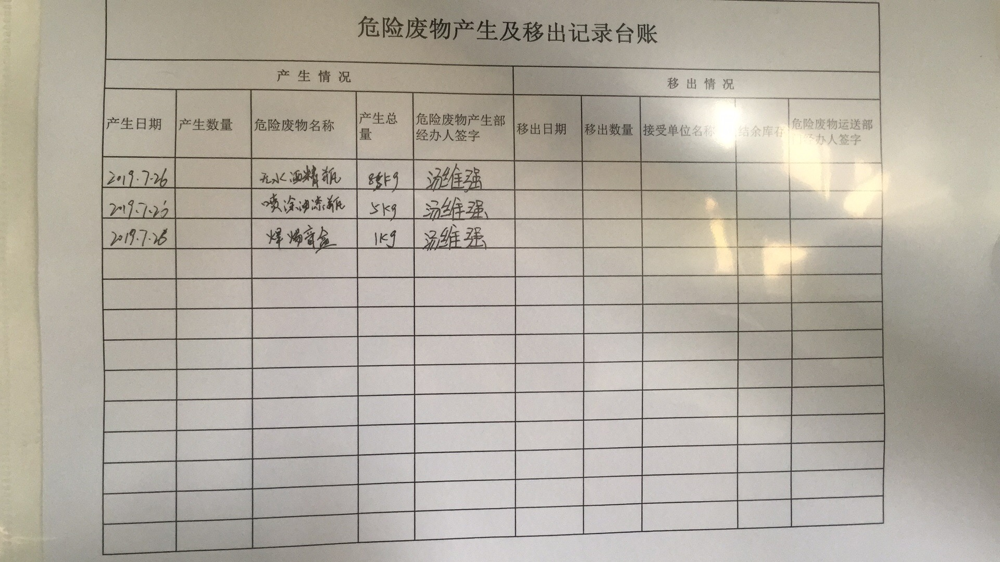 危险废物产生及移出记录台账
产生情况 移出情况
产生日期 产生数量 危险废物名称 产生总量 危险废物产生部经办人签字 移出日期 移出数量 接受单位名称 结余库存 危险废物运送部门经办人签字
2019.7.26 无水酒精瓶 kg 汤维强
2019.7.26 喷涂油漆瓶 5kg 汤维强
2019.7.26 焊锡膏盒 1kg 汤维强